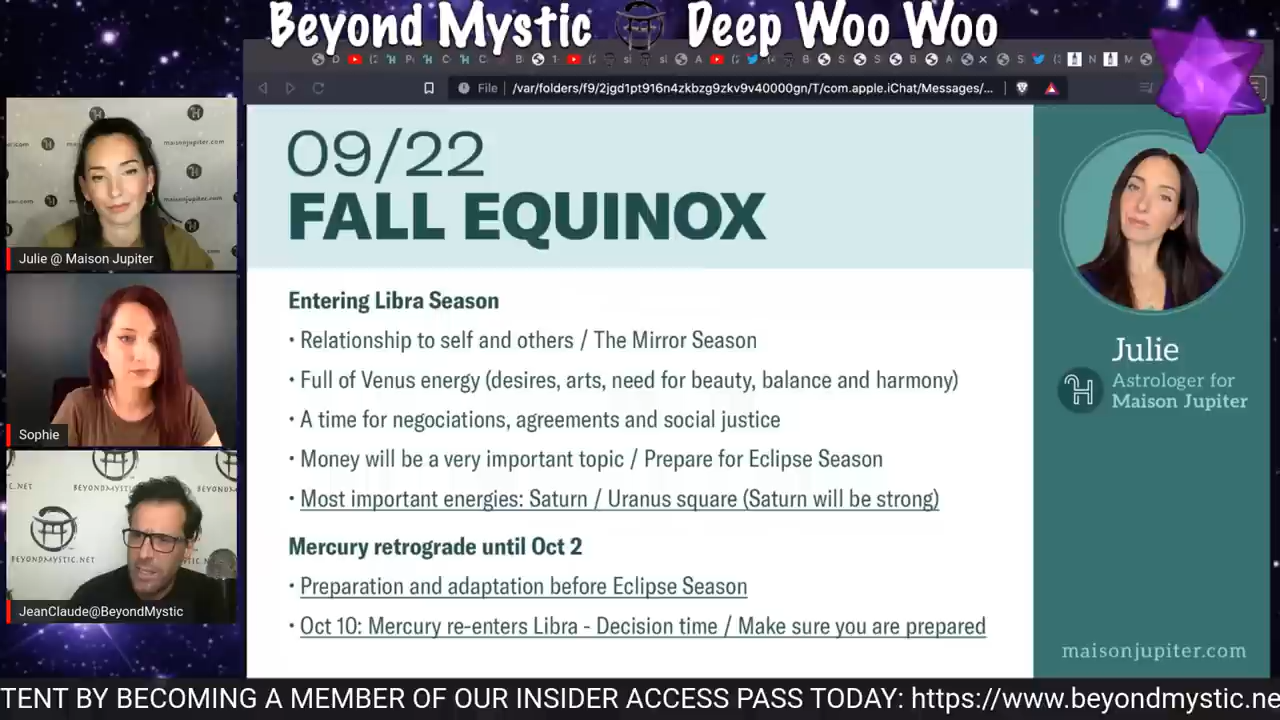 Beyond Mystic Deep Woo Woo
File /var/folders/f9/2jgd1pt916n4zkbzg9zkv9v40000gn/T/com.apple.iChat/Messages/...
09/22
FALL EQUINOX
Entering Libra Season
• Relationship to self and others / The Mirror Season
• Full of Venus energy (desires, arts, need for beauty, balance and harmony)
• A time for negociations, agreements and social justice
• Money will be a very important topic / Prepare for Eclipse Season
• Most important energies: Saturn / Uranus square (Saturn will be strong)
Mercury retrograde until Oct 2
• Preparation and adaptation before Eclipse Season
• Oct 10: Mercury re-enters Libra - Decision time / Make sure you are prepared
Julie
Astrologer for
Maison Jupiter
maisonjupiter.com
maisonjupiter.com
Julie @ Maison Jupiter
Sophie
BEYONDMYSTIC
BEYONDMYSTIC.NET
JeanClaude@BeyondMystic
TENT BY BECOMING A MEMBER OF OUR INSIDER ACCESS PASS TODAY: https://www.beyondmystic.ne